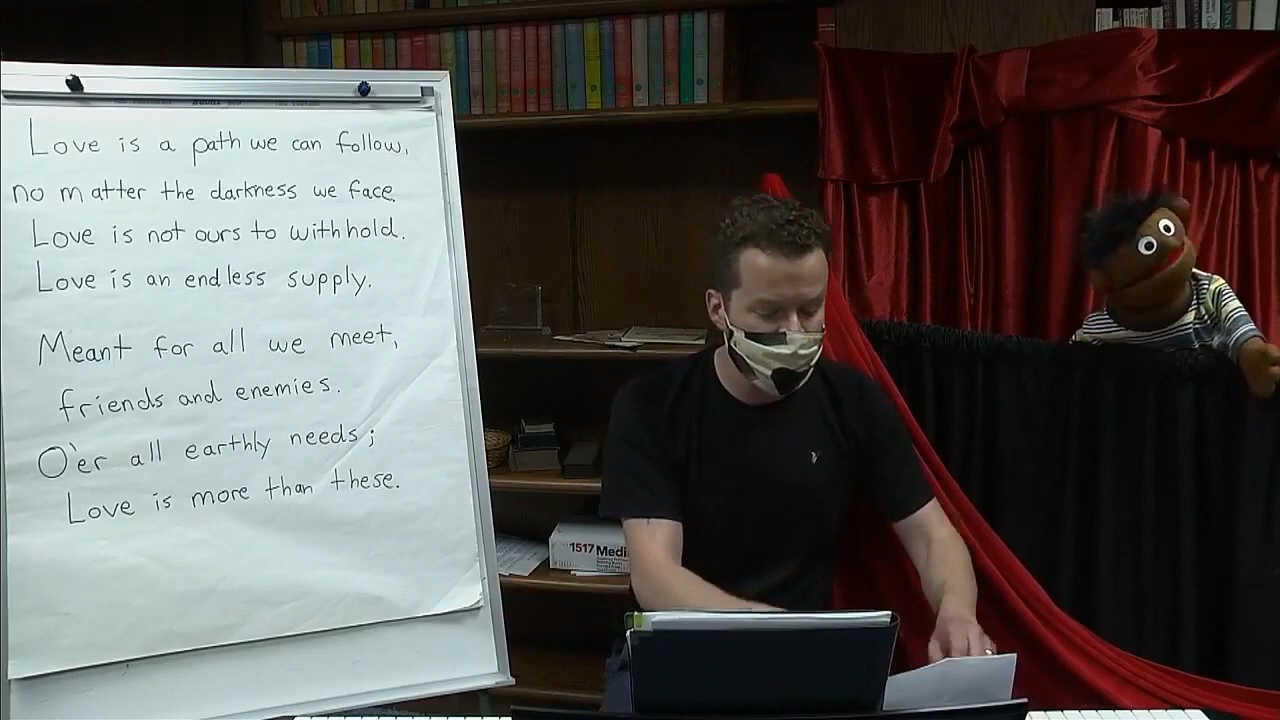 Love is a path we can follow,
no matter the darkness we face.
Love is not ours to withhold.
Love is an endless supply.
Meant for all we meet,
friends and enemies.
O'er all earthly needs;
Love is more than these.
1517 Medi